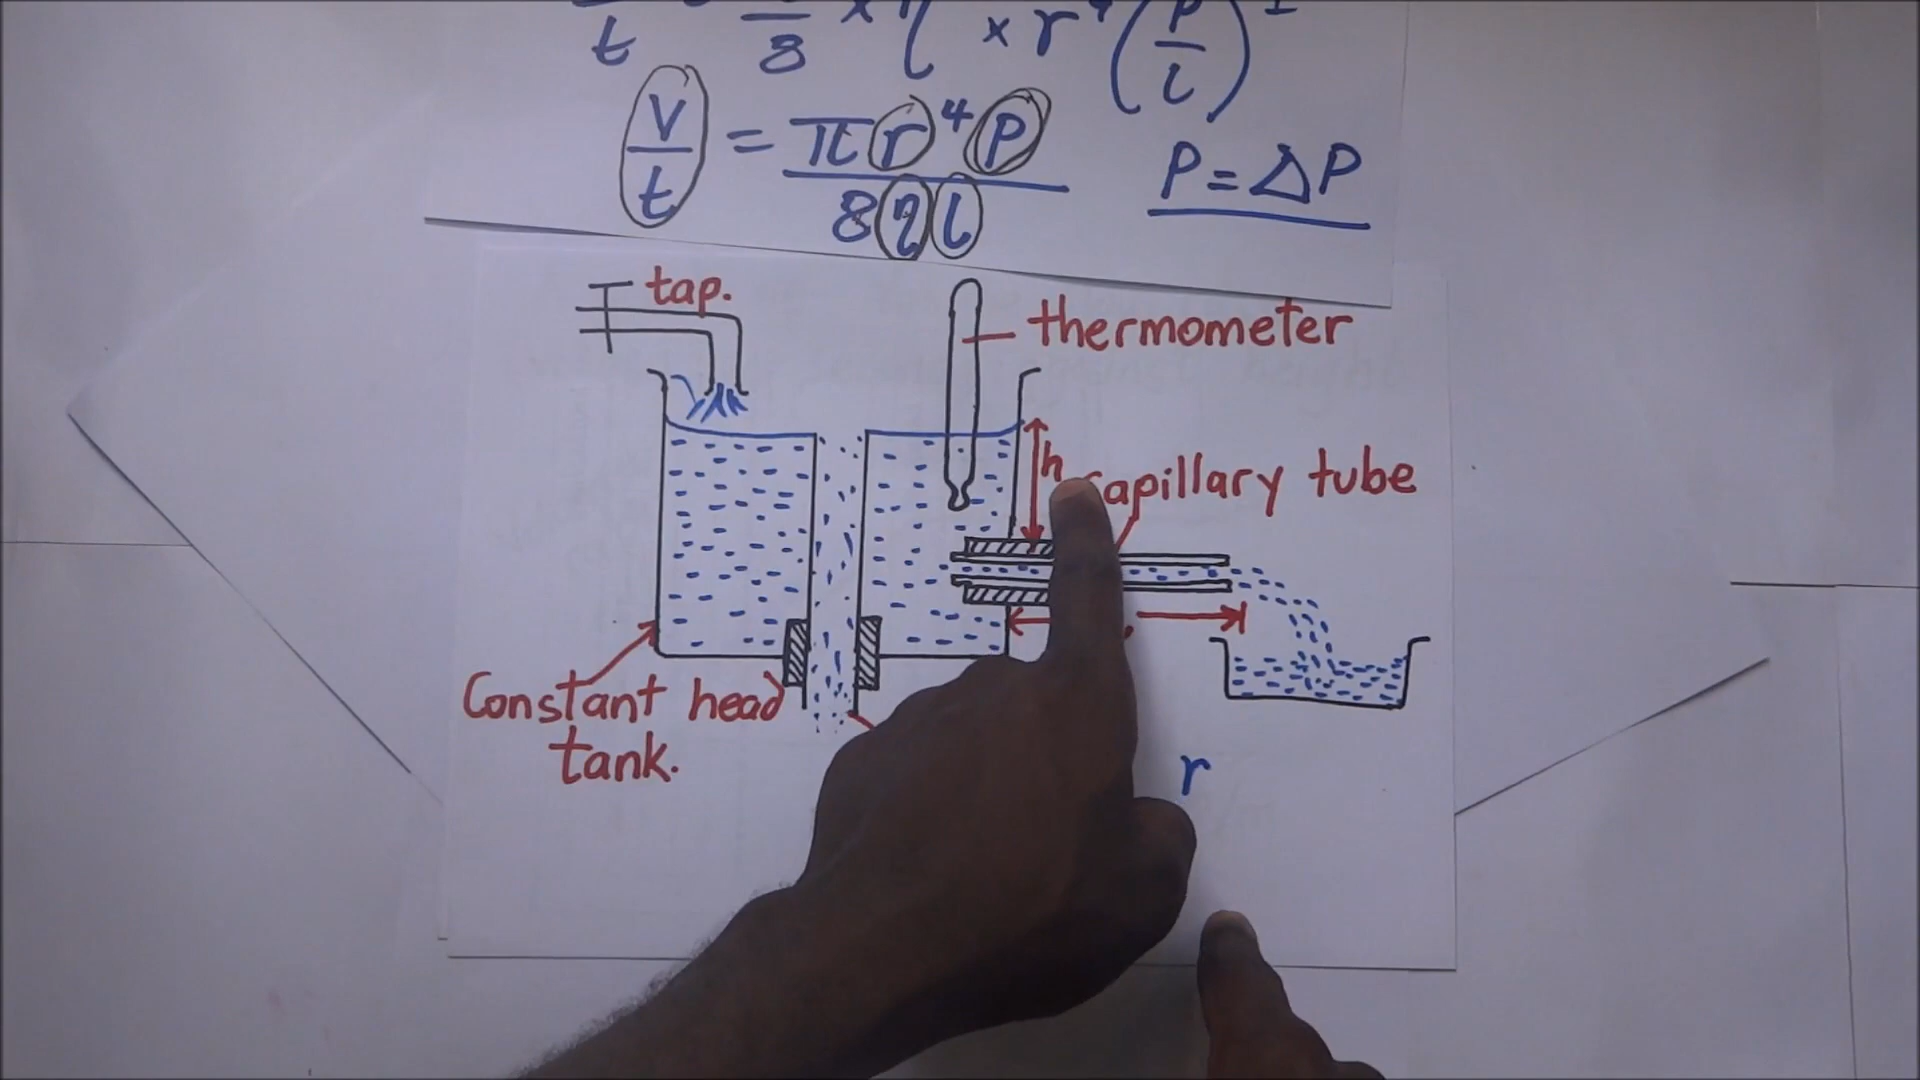 V/t = πr⁴P/8ηl
P = ΔP
tap.
thermometer
h
capillary tube
Constant head
tank.
r